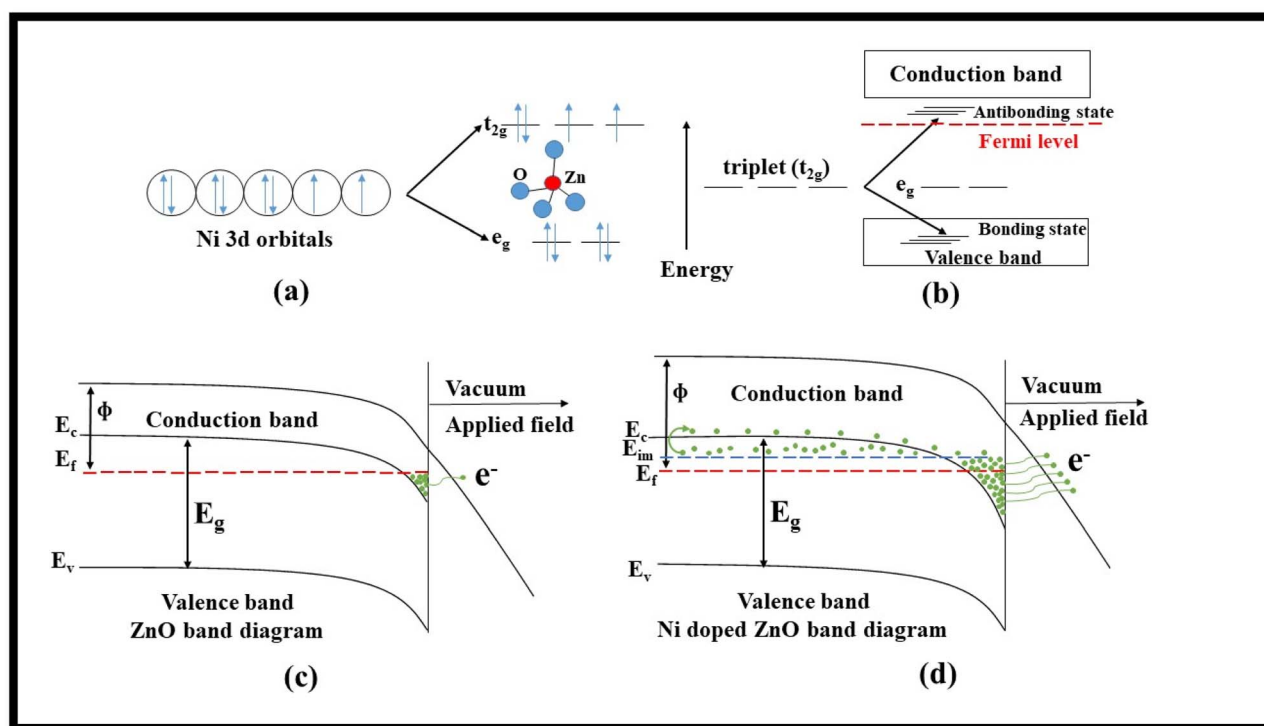 t2g
O
Zn
eg
Ni 3d orbitals
(a)
Energy
Conduction band
Antibonding state
Fermi level
triplet (t2g)
eg
Bonding state
Valence band
(b)
Φ
Conduction band
Ec
Ef
Eg
Ev
Vacuum
Applied field
e-
Valence band
ZnO band diagram
(c)
Φ
Conduction band
Ec
Eim
Ef
Eg
Ev
Vacuum
Applied field
e-
Valence band
Ni doped ZnO band diagram
(d)